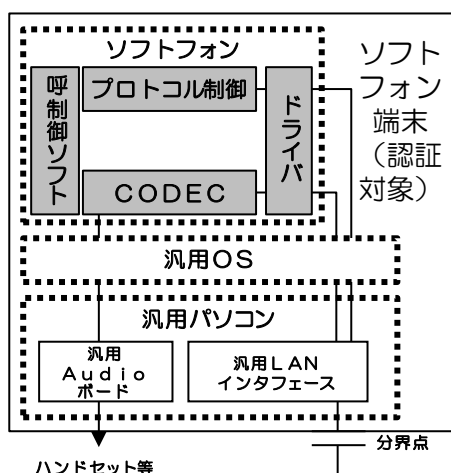 ソフトフォン
呼制御ソフト
プロトコル制御
CODEC
ドライバ
ソフト
フォン
端末
（認証
対象）
汎用OS
汎用パソコン
汎用
Audio
ボード
汎用LAN
インタフェース
分界点
ハンドセット等